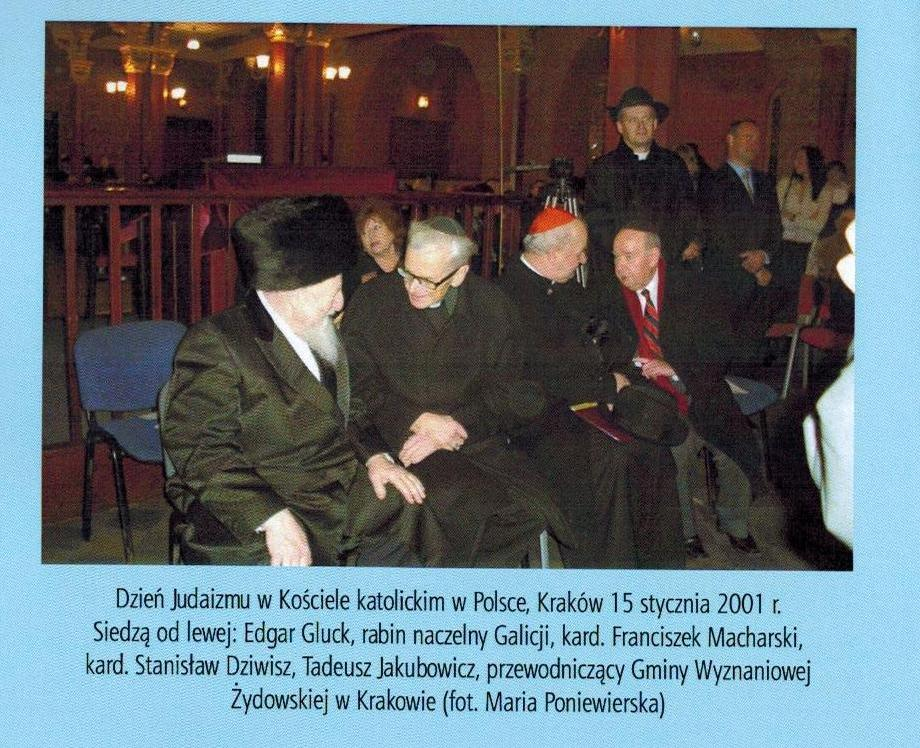 Dzień Judaizmu w Kościele katolickim w Polsce, Kraków 15 stycznia 2001 r.
Siedzą od lewej: Edgar Gluck, rabin naczelny Galicji, kard. Franciszek Macharski,
kard. Stanisław Dziwisz, Tadeusz Jakubowicz, przewodniczący Gminy Wyznaniowej
Żydowskiej w Krakowie (fot. Maria Poniewierska)